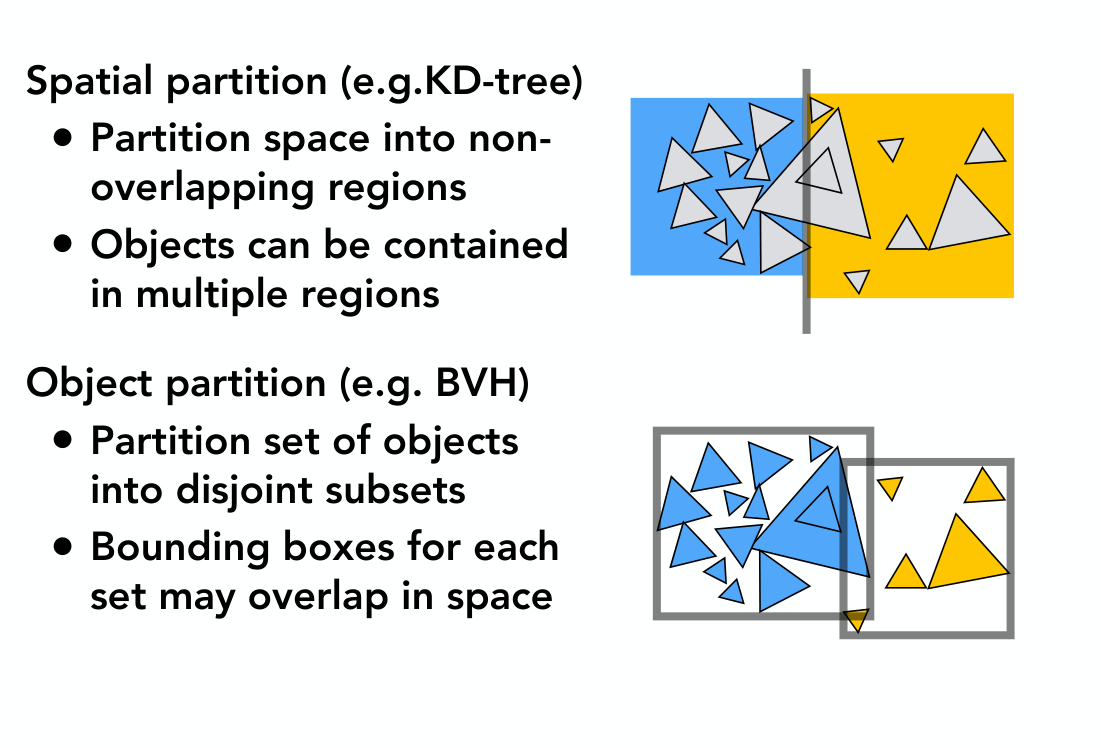 Spatial partition (e.g.KD-tree)
• Partition space into non-
overlapping regions
• Objects can be contained
in multiple regions
Object partition (e.g. BVH)
• Partition set of objects
into disjoint subsets
• Bounding boxes for each
set may overlap in space